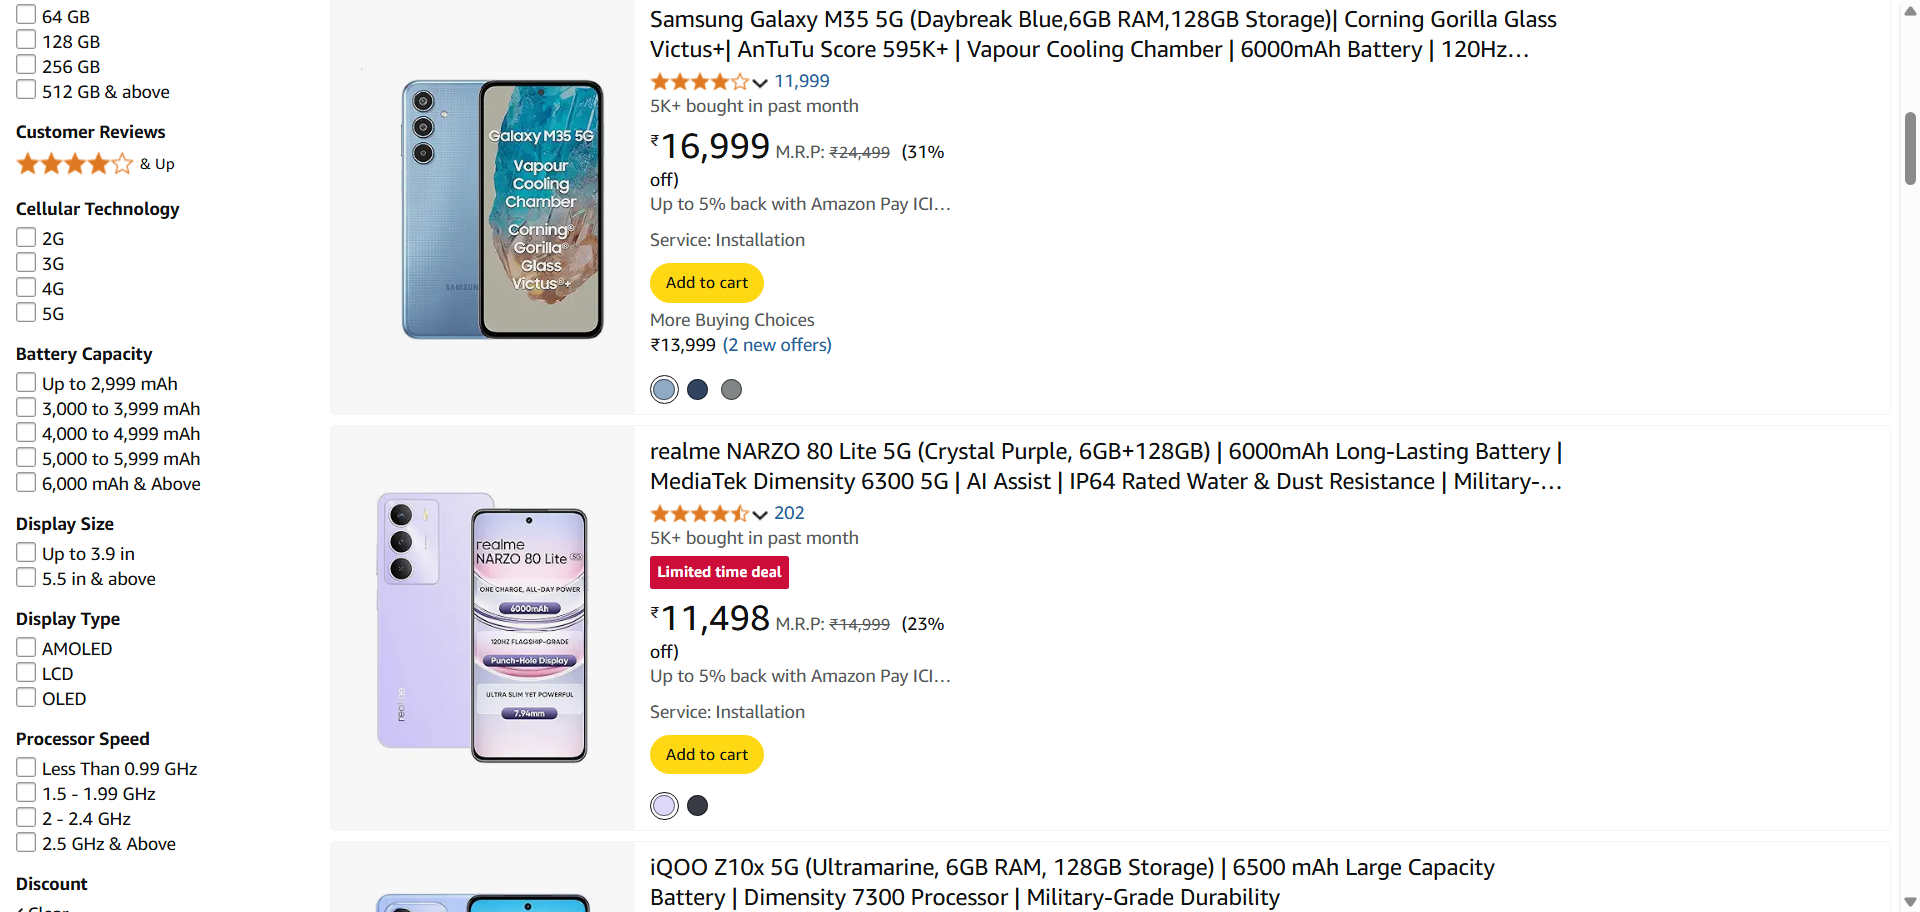 64 GB
128 GB
256 GB
512 GB & above
Customer Reviews
& Up
Cellular Technology
2G
3G
4G
5G
Battery Capacity
Up to 2,999 mAh
3,000 to 3,999 mAh
4,000 to 4,999 mAh
5,000 to 5,999 mAh
6,000 mAh & Above
Display Size
Up to 3.9 in
5.5 in & above
Display Type
AMOLED
LCD
OLED
Processor Speed
Less Than 0.99 GHz
1.5 - 1.99 GHz
2 - 2.4 GHz
2.5 GHz & Above
Discount
Clear
Galaxy M35 5G
Vapour
Cooling
Chamber
Corning®
Gorilla®
Glass
Victus®+
SAMSUN
Samsung Galaxy M35 5G (Daybreak Blue,6GB RAM,128GB Storage)| Corning Gorilla Glass
Victus+| AnTuTu Score 595K+ | Vapour Cooling Chamber | 6000mAh Battery | 120Hz…
11,999
5K+ bought in past month
₹16,999 M.R.P: ₹24,499 (31%
off)
Up to 5% back with Amazon Pay ICI…
Service: Installation
Add to cart
More Buying Choices
₹13,999 (2 new offers)
realme
NARZO 80 Lite 5G
ONE CHARGE, ALL-DAY POWER
6000mAh
120HZ FLAGSHIP-GRADE
Punch-Hole Display
ULTRA SLIM YET POWERFUL
7.94mm
realme
realme NARZO 80 Lite 5G (Crystal Purple, 6GB+128GB) | 6000mAh Long-Lasting Battery |
MediaTek Dimensity 6300 5G | AI Assist | IP64 Rated Water & Dust Resistance | Military-…
202
5K+ bought in past month
Limited time deal
₹11,498 M.R.P: ₹14,999 (23%
off)
Up to 5% back with Amazon Pay ICI…
Service: Installation
Add to cart
iQOO Z10x 5G (Ultramarine, 6GB RAM, 128GB Storage) | 6500 mAh Large Capacity
Battery | Dimensity 7300 Processor | Military-Grade Durability